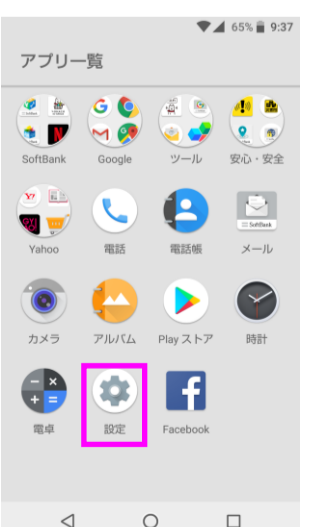 65% 9:37
アプリ一覧
SoftBank Google ツール 安心・安全
Yahoo 電話 電話帳 メール
カメラ アルバム Play ストア 時計
電卓 設定 Facebook